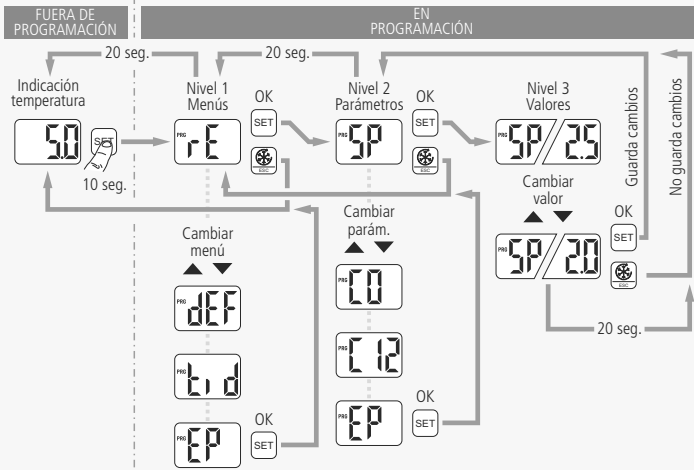 FUERA DE
PROGRAMACIÓN
EN
PROGRAMACIÓN
20 seg.
20 seg.
Indicación
temperatura
5.0
SET
10 seg.
Nivel 1
Menús
PRG rE
OK
SET
ESC
Nivel 2
Parámetros
PRG SP
OK
SET
ESC
Nivel 3
Valores
PRG SP / 2.5
Cambiar
valor
PRG SP / 2.0
OK
SET
ESC
Guarda cambios
No guarda cambios
20 seg.
Cambiar
menú
PRG dEF
PRG tid
PRG EP
OK
SET
Cambiar
parám.
PRG C0
PRG C12
PRG EP
OK
SET